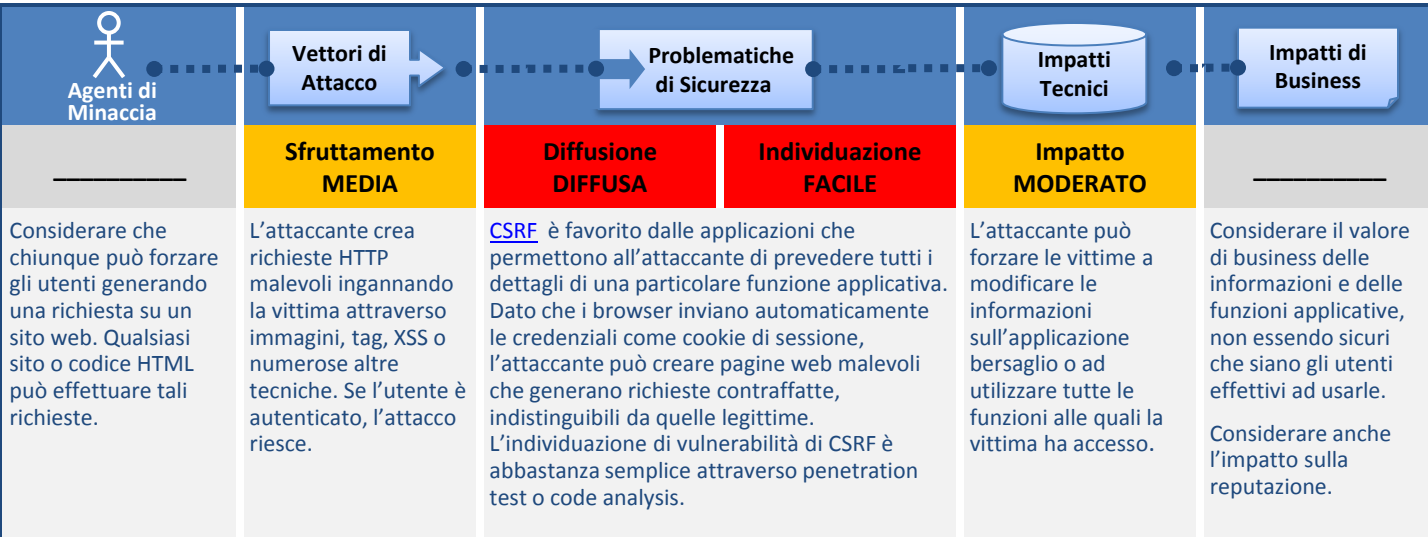 Agenti di
Minaccia
Vettori di
Attacco
Problematiche
di Sicurezza
Impatti
Tecnici
Impatti di
Business
__________
Sfruttamento
MEDIA
Diffusione
DIFFUSA
Individuazione
FACILE
Impatto
MODERATO
__________
Considerare che
chiunque può forzare
gli utenti generando
una richiesta su un
sito web. Qualsiasi
sito o codice HTML
può effettuare tali
richieste.
L’attaccante crea
richieste HTTP
malevoli ingannando
la vittima attraverso
immagini, tag, XSS o
numerose altre
tecniche. Se l’utente è
autenticato, l’attacco
riesce.
CSRF è favorito dalle applicazioni che
permettono all’attaccante di prevedere tutti i
dettagli di una particolare funzione applicativa.
Dato che i browser inviano automaticamente
le credenziali come cookie di sessione,
l’attaccante può creare pagine web malevoli
che generano richieste contraffatte,
indistinguibili da quelle legittime.
L’individuazione di vulnerabilità di CSRF è
abbastanza semplice attraverso penetration
test o code analysis.
L’attaccante può
forzare le vittime a
modificare le
informazioni
sull’applicazione
bersaglio o ad
utilizzare tutte le
funzioni alle quali la
vittima ha accesso.
Considerare il valore
di business delle
informazioni e delle
funzioni applicative,
non essendo sicuri
che siano gli utenti
effettivi ad usarle.
Considerare anche
l’impatto sulla
reputazione.